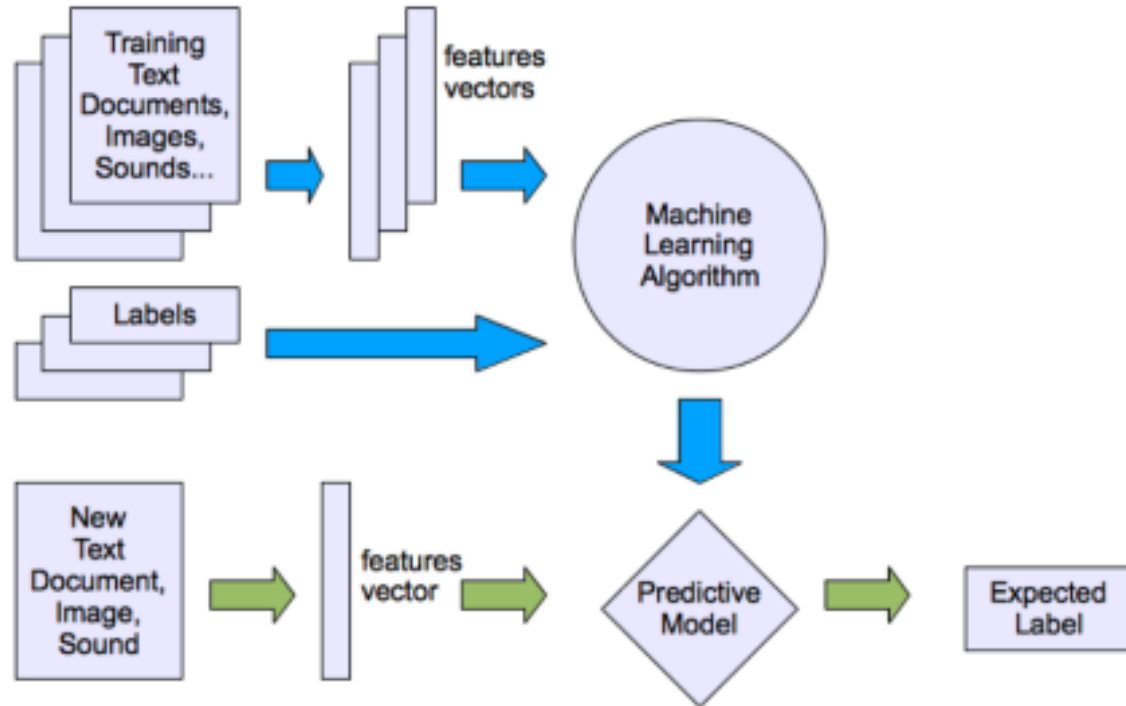 Training
Text
Documents,
Images,
Sounds...
features
vectors
Machine
Learning
Algorithm
Labels
New
Text
Document,
Image,
Sound
features
vector
Predictive
Model
Expected
Label